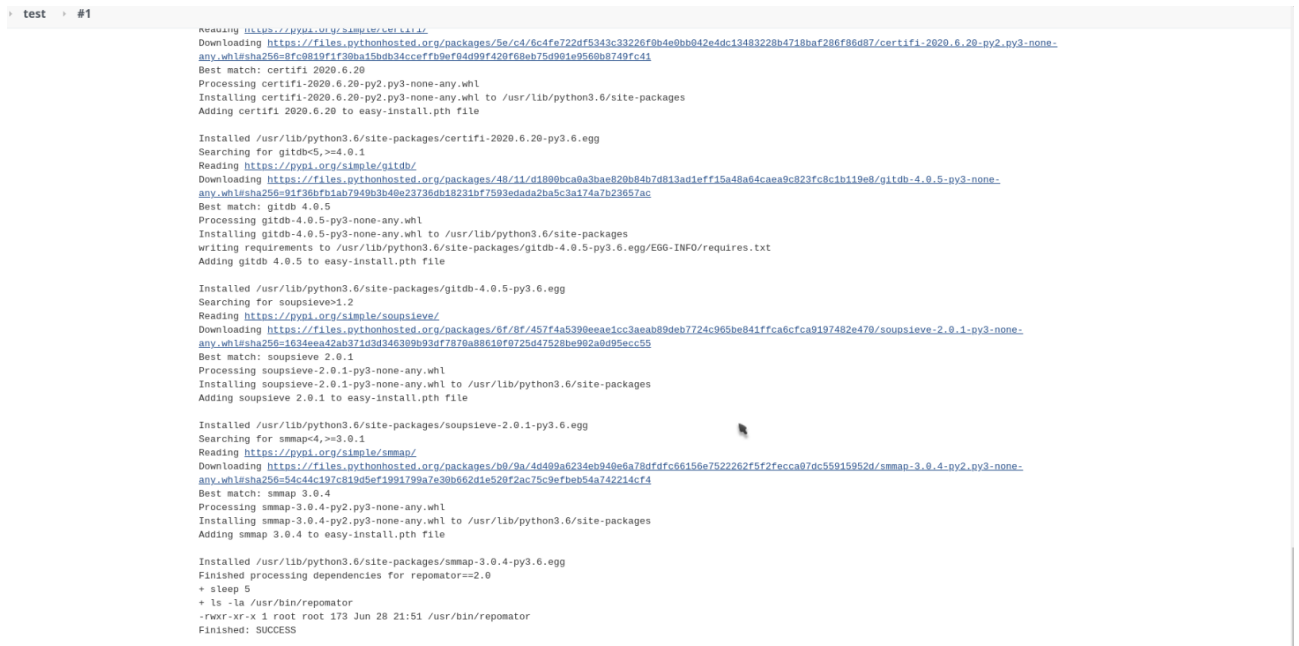 test
#1
Reading https://pypi.org/simple/certifi/
Downloading https://files.pythonhosted.org/packages/5e/c4/6c4fe722df5343c33226f0b4e0bb042e4dc13483228b4718baf286f86d87/certifi-2020.6.20-py2.py3-none-
any.whl#sha256=8fc0819f1f30ba15bdb34cceffb9ef04d99f420f68eb75d901e9560b8749fc41
Best match: certifi 2020.6.20
Processing certifi-2020.6.20-py2.py3-none-any.whl
Installing certifi-2020.6.20-py2.py3-none-any.whl to /usr/lib/python3.6/site-packages
Adding certifi 2020.6.20 to easy-install.pth file
Installed /usr/lib/python3.6/site-packages/certifi-2020.6.20-py3.6.egg
Searching for gitdb<5,>=4.0.1
Reading https://pypi.org/simple/gitdb/
Downloading https://files.pythonhosted.org/packages/48/11/d1800bca0a3bae820b84b7d813ad1eff15a48a64caea9c823fc8c1b119e8/gitdb-4.0.5-py3-none-
any.whl#sha256=91f36bfb1ab7949b3b40e23736db18231bf7593edada2ba5c3a174a7b23657ac
Best match: gitdb 4.0.5
Processing gitdb-4.0.5-py3-none-any.whl
Installing gitdb-4.0.5-py3-none-any.whl to /usr/lib/python3.6/site-packages
writing requirements to /usr/lib/python3.6/site-packages/gitdb-4.0.5-py3.6.egg/EGG-INFO/requires.txt
Adding gitdb 4.0.5 to easy-install.pth file
Installed /usr/lib/python3.6/site-packages/gitdb-4.0.5-py3.6.egg
Searching for soupsieve>1.2
Reading https://pypi.org/simple/soupsieve/
Downloading https://files.pythonhosted.org/packages/6f/8f/457f4a5390eeae1cc3aeab89deb7724c965be841ffca6cfca9197482e470/soupsieve-2.0.1-py3-none-
any.whl#sha256=1634eea42ab371d3d346309b93df7870a88610f0725d47528be902a0d95ecc55
Best match: soupsieve 2.0.1
Processing soupsieve-2.0.1-py3-none-any.whl
Installing soupsieve-2.0.1-py3-none-any.whl to /usr/lib/python3.6/site-packages
Adding soupsieve 2.0.1 to easy-install.pth file
Installed /usr/lib/python3.6/site-packages/soupsieve-2.0.1-py3.6.egg
Searching for smmap<4,>=3.0.1
Reading https://pypi.org/simple/smmap/
Downloading https://files.pythonhosted.org/packages/b0/9a/4d409a6234eb940e6a78dfdfc66156e7522262f5f2fecca07dc55915952d/smmap-3.0.4-py2.py3-none-
any.whl#sha256=54c44c197c819d5ef1991799a7e30b662d1e520f2ac75c9efbeb54a742214cf4
Best match: smmap 3.0.4
Processing smmap-3.0.4-py2.py3-none-any.whl
Installing smmap-3.0.4-py2.py3-none-any.whl to /usr/lib/python3.6/site-packages
Adding smmap 3.0.4 to easy-install.pth file
Installed /usr/lib/python3.6/site-packages/smmap-3.0.4-py3.6.egg
Finished processing dependencies for repomator==2.0
+ sleep 5
+ ls -la /usr/bin/repomator
-rwxr-xr-x 1 root root 173 Jun 28 21:51 /usr/bin/repomator
Finished: SUCCESS